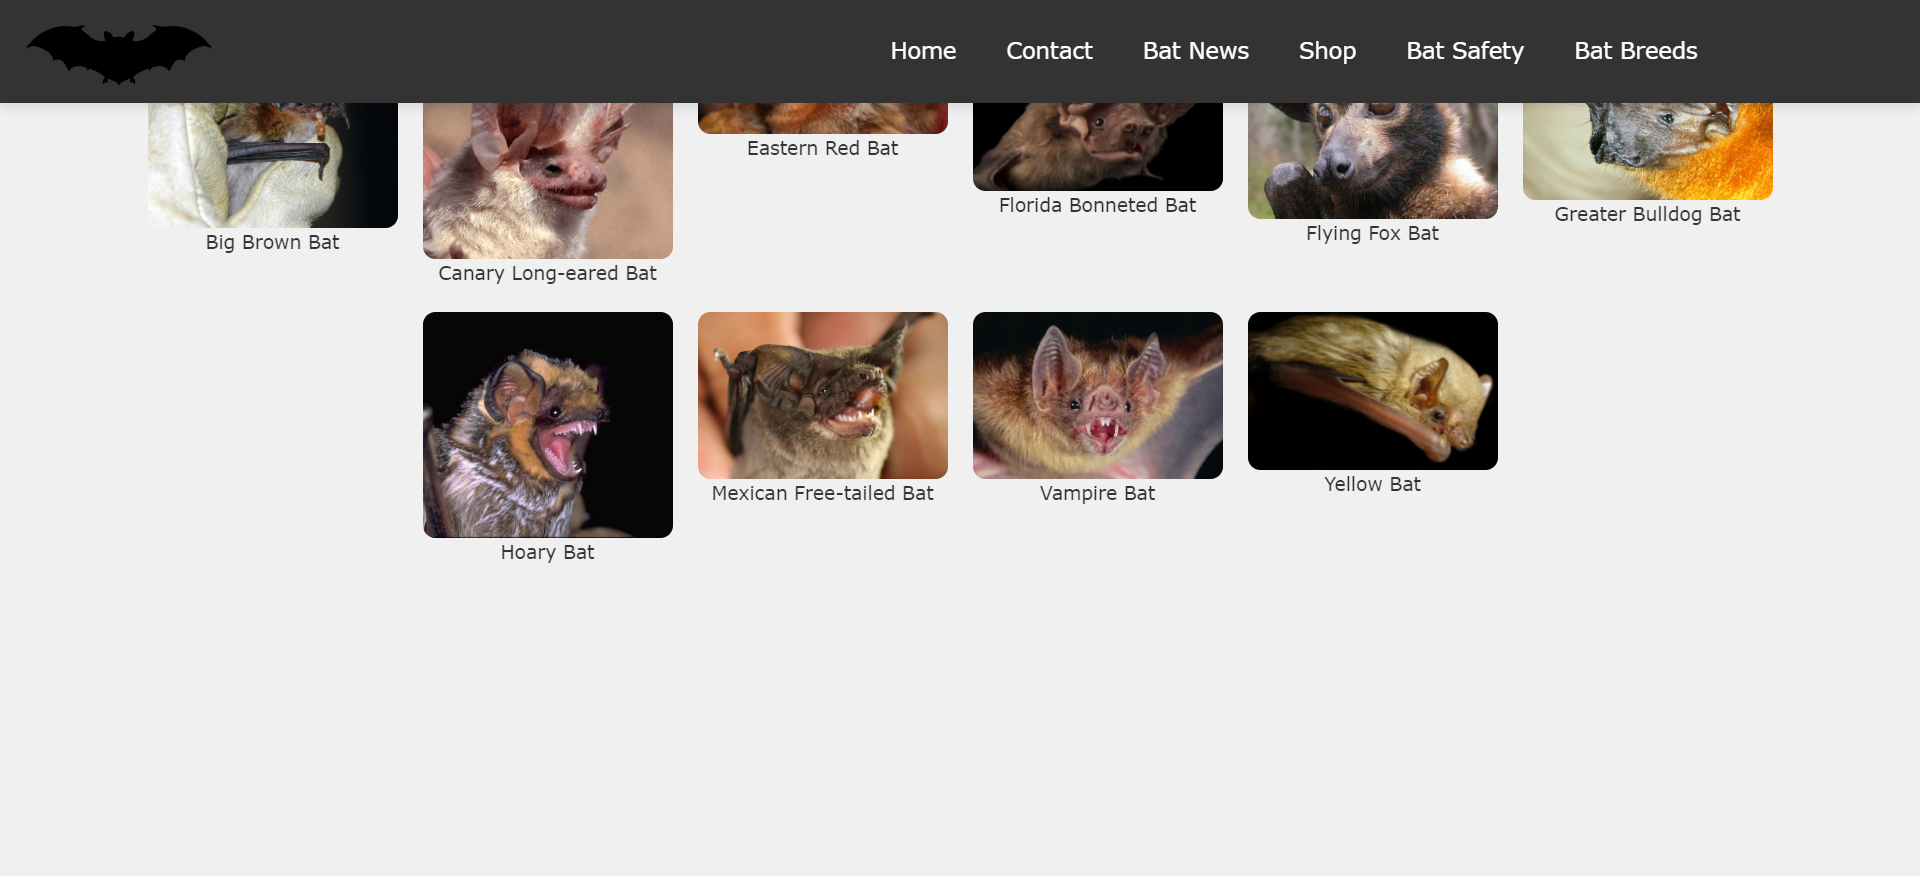 Home Contact Bat News Shop Bat Safety Bat Breeds
Big Brown Bat
Canary Long-eared Bat
Eastern Red Bat
Florida Bonneted Bat
Flying Fox Bat
Greater Bulldog Bat
Hoary Bat
Mexican Free-tailed Bat
Vampire Bat
Yellow Bat